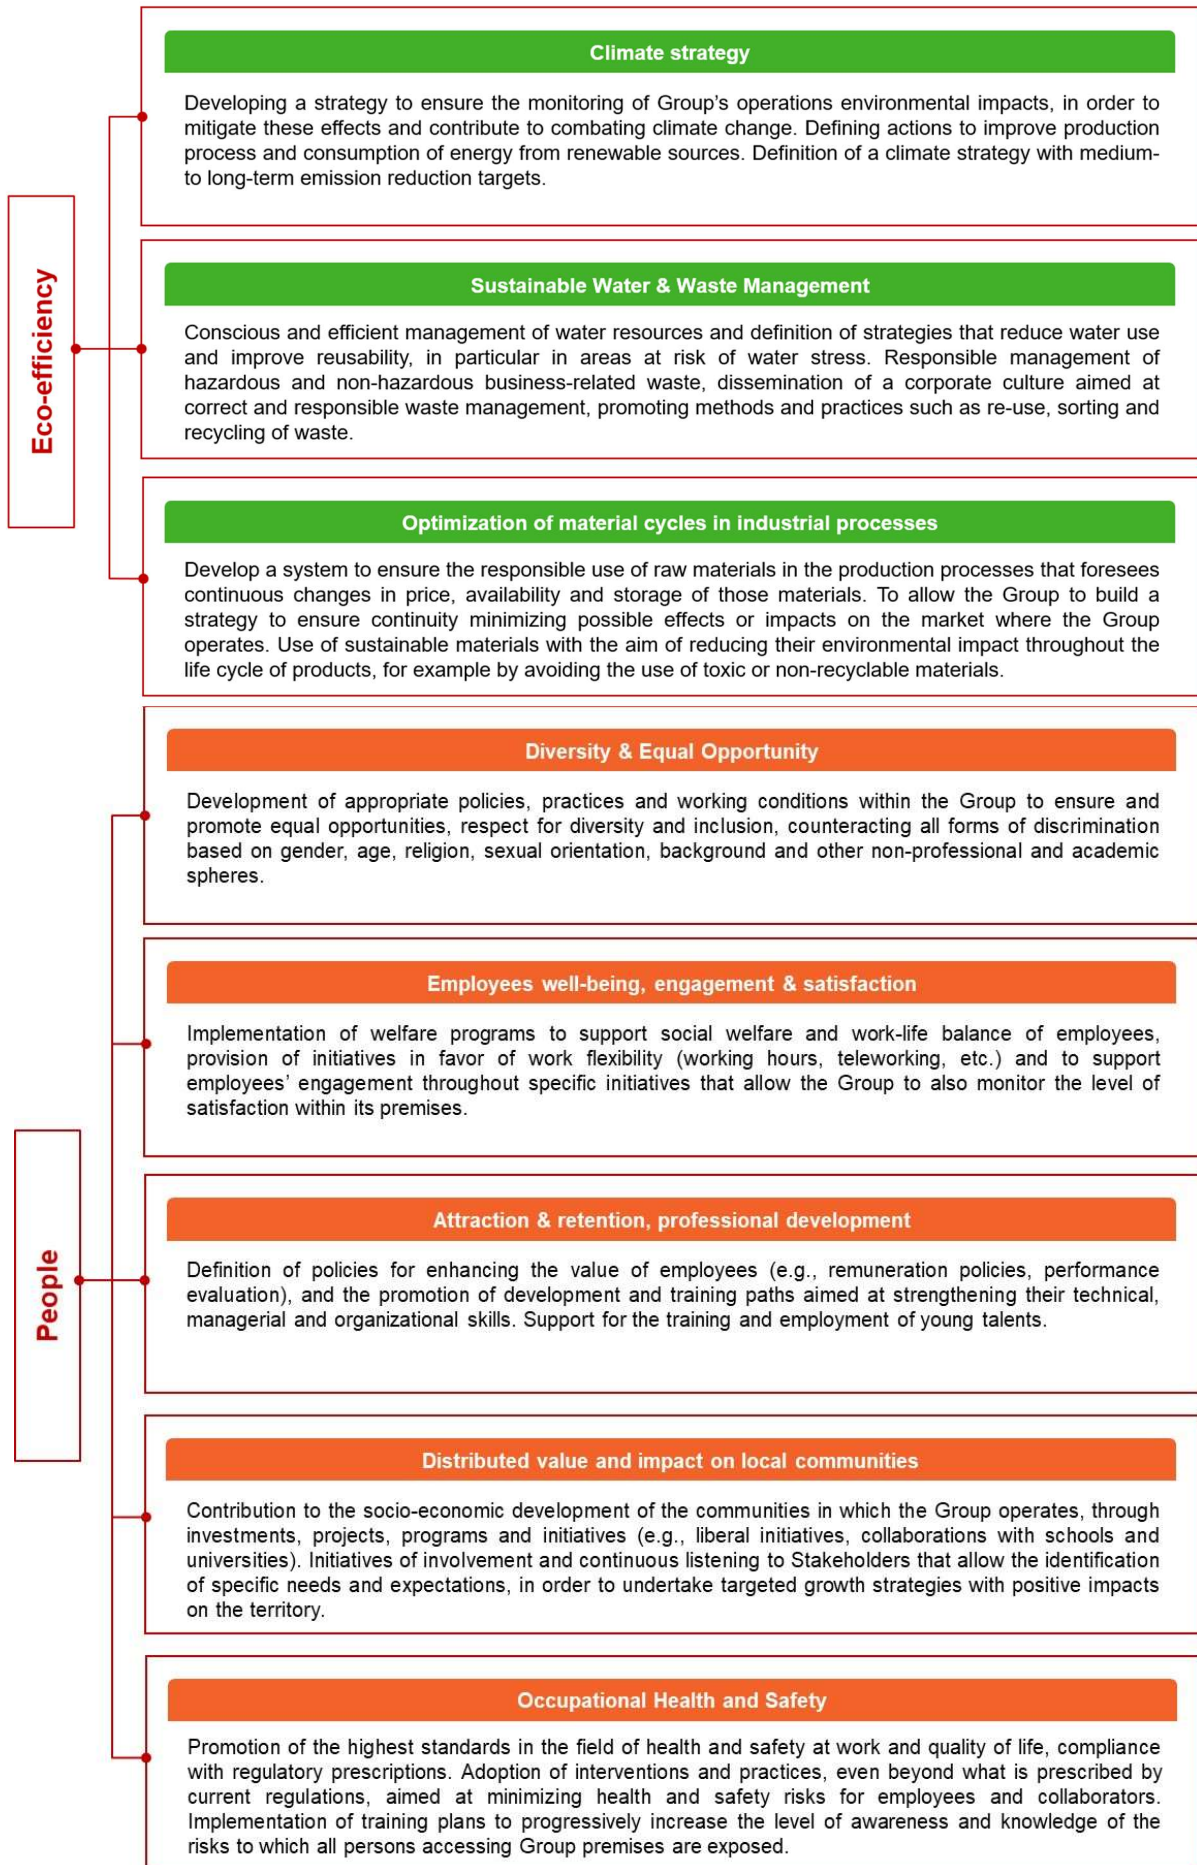 Climate strategy
Developing a strategy to ensure the monitoring of Group's operations environmental impacts, in order to
mitigate these effects and contribute to combating climate change. Defining actions to improve production
process and consumption of energy from renewable sources. Definition of a climate strategy with medium-
to long-term emission reduction targets.
Eco-efficiency
Sustainable Water & Waste Management
Conscious and efficient management of water resources and definition of strategies that reduce water use
and improve reusability, in particular in areas at risk of water stress. Responsible management of
hazardous and non-hazardous business-related waste, dissemination of a corporate culture aimed at
correct and responsible waste management, promoting methods and practices such as re-use, sorting and
recycling of waste.
Optimization of material cycles in industrial processes
Develop a system to ensure the responsible use of raw materials in the production processes that foresees
continuous changes in price, availability and storage of those materials. To allow the Group to build a
strategy to ensure continuity minimizing possible effects or impacts on the market where the Group
operates. Use of sustainable materials with the aim of reducing their environmental impact throughout the
life cycle of products, for example by avoiding the use of toxic or non-recyclable materials.
Diversity & Equal Opportunity
Development of appropriate policies, practices and working conditions within the Group to ensure and
promote equal opportunities, respect for diversity and inclusion, counteracting all forms of discrimination
based on gender, age, religion, sexual orientation, background and other non-professional and academic
spheres.
Employees well-being, engagement & satisfaction
Implementation of welfare programs to support social welfare and work-life balance of employees,
provision of initiatives in favor of work flexibility (working hours, teleworking, etc.) and to support
employees' engagement throughout specific initiatives that allow the Group to also monitor the level of
satisfaction within its premises.
People
Attraction & retention, professional development
Definition of policies for enhancing the value of employees (e.g., remuneration policies, performance
evaluation), and the promotion of development and training paths aimed at strengthening their technical,
managerial and organizational skills. Support for the training and employment of young talents.
Distributed value and impact on local communities
Contribution to the socio-economic development of the communities in which the Group operates, through
investments, projects, programs and initiatives (e.g., liberal initiatives, collaborations with schools and
universities). Initiatives of involvement and continuous listening to Stakeholders that allow the identification
of specific needs and expectations, in order to undertake targeted growth strategies with positive impacts
on the territory.
Occupational Health and Safety
Promotion of the highest standards in the field of health and safety at work and quality of life, compliance
with regulatory prescriptions. Adoption of interventions and practices, even beyond what is prescribed by
current regulations, aimed at minimizing health and safety risks for employees and collaborators.
Implementation of training plans to progressively increase the level of awareness and knowledge of the
risks to which all persons accessing Group premises are exposed.